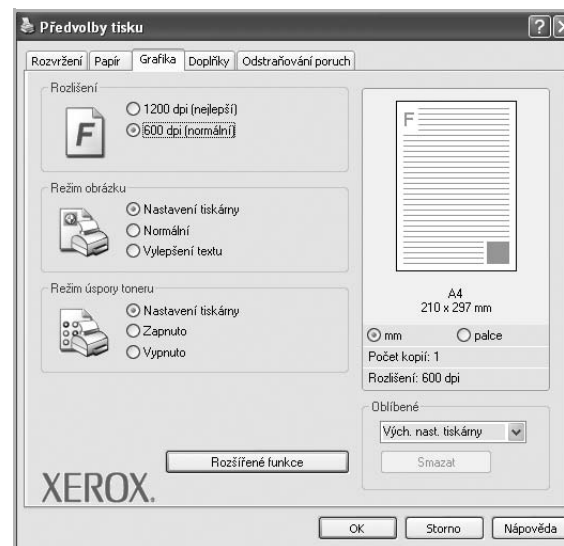 Předvolby tisku
Rozvržení Papír Grafika Doplňky Odstraňování poruch
Rozlišení
1200 dpi (nejlepší)
600 dpi (normální)
F
Režim obrázku
Nastavení tiskárny
Normální
Vylepšení textu
Režim úspory toneru
Nastavení tiskárny
Zapnuto
Vypnuto
Rozšířené funkce
XEROX.
F
A4
210 x 297 mm
mm palce
Počet kopií: 1
Rozlišení: 600 dpi
Oblíbené
Vých. nast. tiskárny
Smazat
OK Storno Nápověda